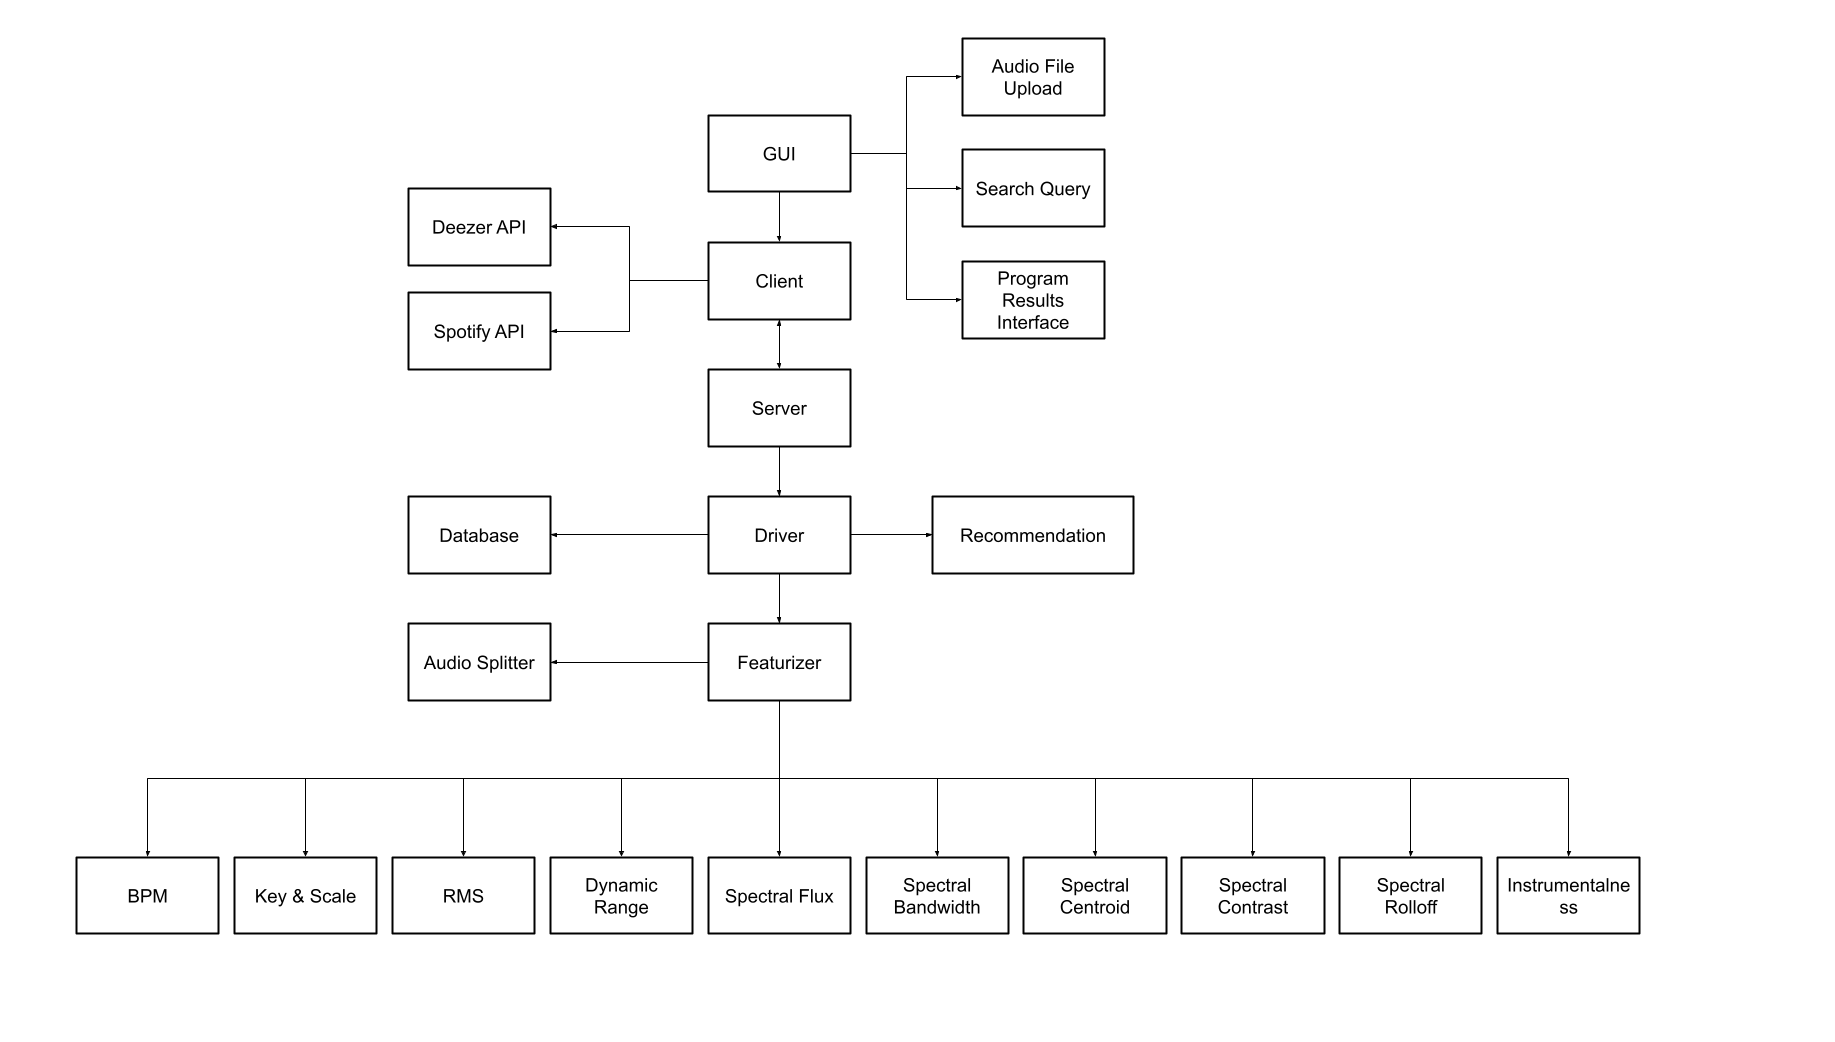 Audio File
Upload
GUI
Search Query
Deezer API
Client
Program
Results
Interface
Spotify API
Server
Database
Driver
Recommendation
Audio Splitter
Featurizer
BPM
Key & Scale
RMS
Dynamic
Range
Spectral Flux
Spectral
Bandwidth
Spectral
Centroid
Spectral
Contrast
Spectral
Rolloff
Instrumentalne
ss